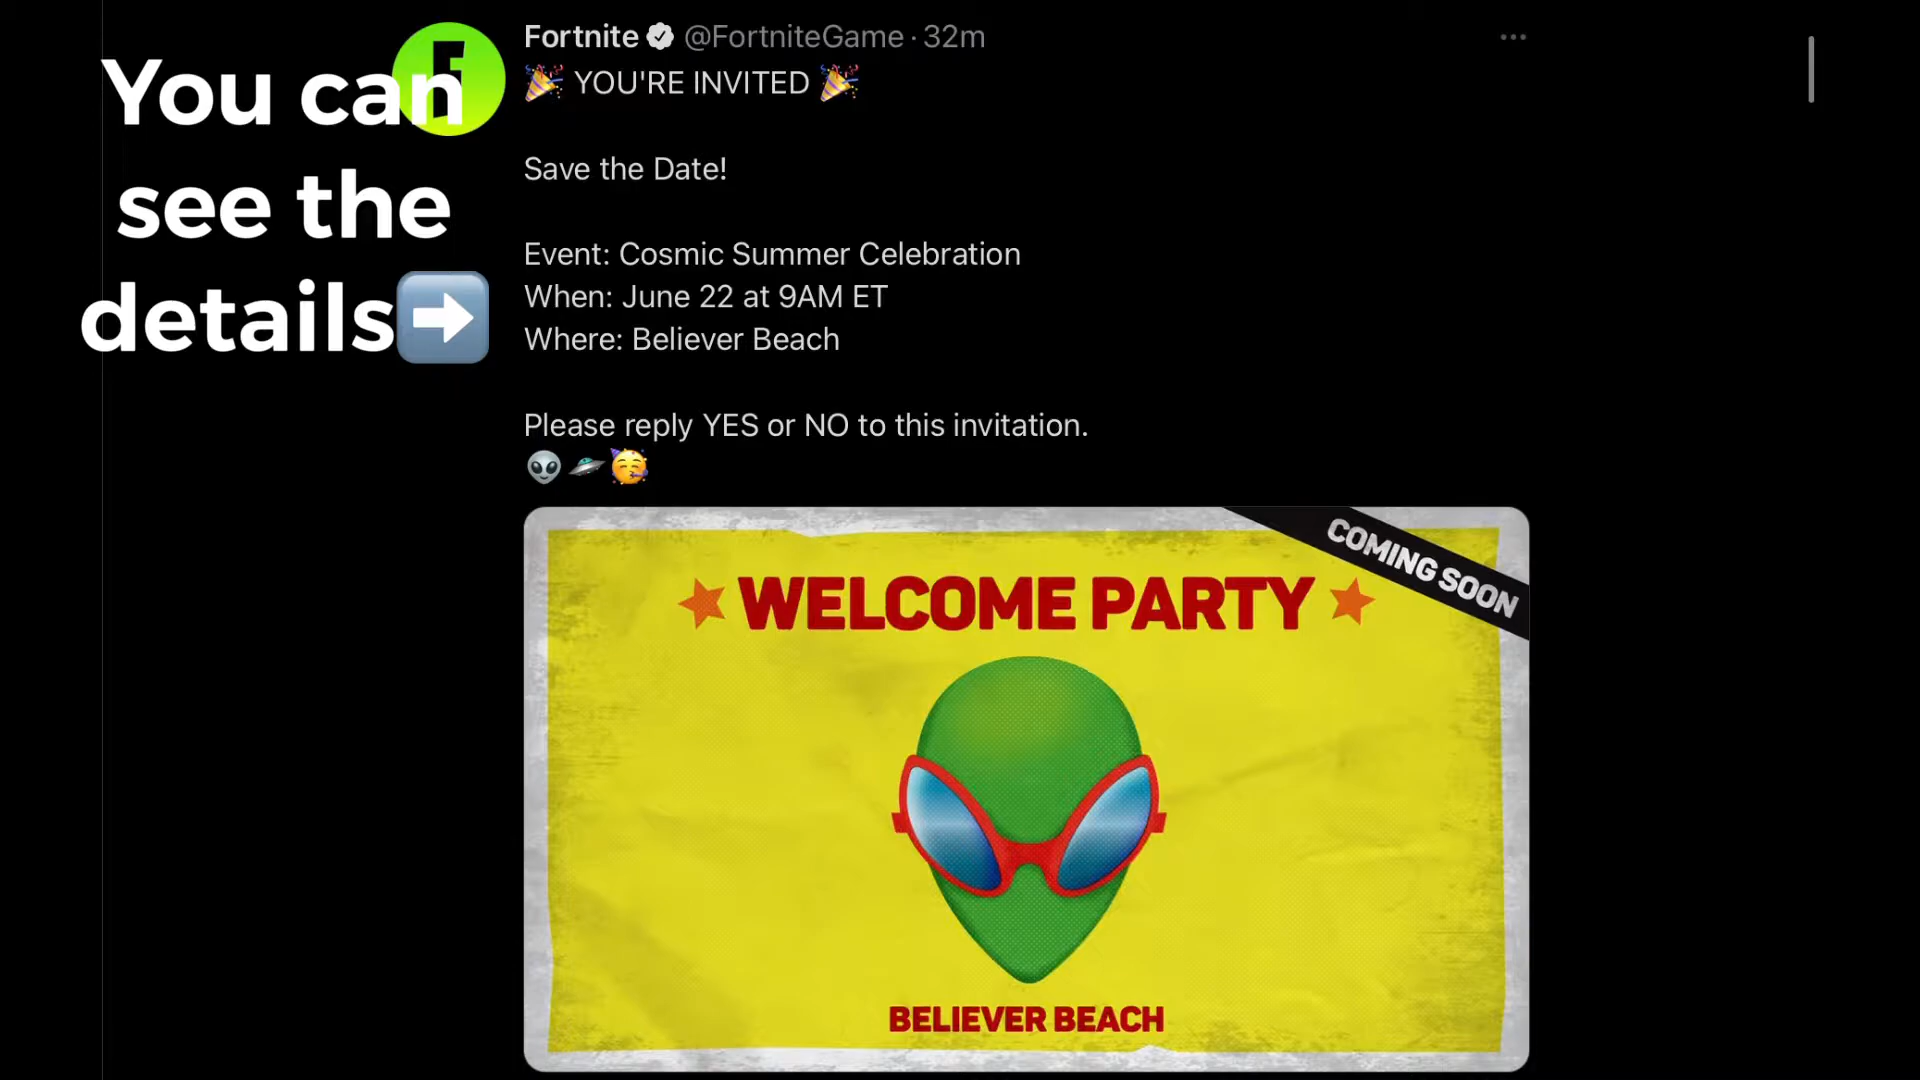 You can
see the
details➡️
Fortnite @FortniteGame · 32m
🎉 YOU'RE INVITED 🎉
Save the Date!
Event: Cosmic Summer Celebration
When: June 22 at 9AM ET
Where: Believer Beach
Please reply YES or NO to this invitation.
👽🛸🥳
COMING SOON
WELCOME PARTY
BELIEVER BEACH